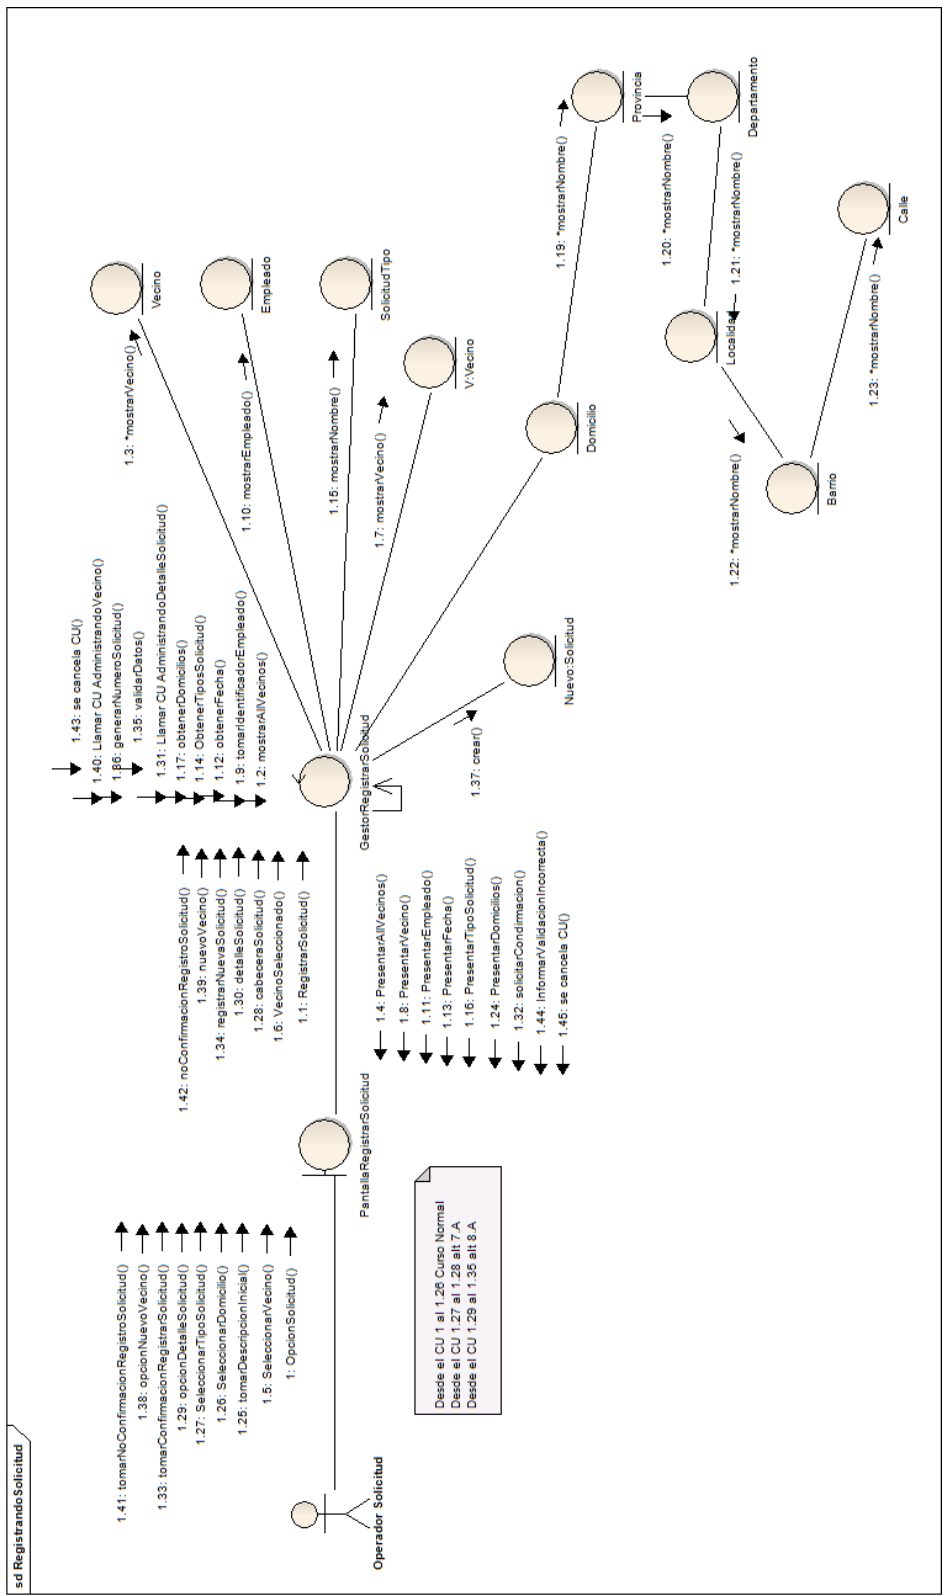 sd RegistrandoSolicitud
Operador Solicitud
1.41: tomarNoConfirmacionRegistroSolicitud()
1.38: opcionNuevoVecino()
1.33: tomarConfirmacionRegistrarSolicitud()
1.29: opcionDetalleSolicitud()
1.27: SeleccionarTipoSolicitud()
1.26: SeleccionarDomicilio()
1.25: tomarDescripcionInicial()
1.5: SeleccionarVecino()
1: OpcionSolicitud()
Desde el CU 1 al 1.26 Curso Normal
Desde el CU 1.27 al 1.28 alt 7.A
Desde el CU 1.29 al 1.35 alt 8.A
PantallaRegistrarSolicitud
1.42: noConfirmacionRegistroSolicitud()
1.39: nuevoVecino()
1.34: registrarNuevaSolicitud()
1.30: detalleSolicitud()
1.28: cabeceraSolicitud()
1.6: VecinoSeleccionado()
1.1: RegistrarSolicitud()
1.4: PresentarAllVecinos()
1.8: PresentarVecino()
1.11: PresentarEmpleado()
1.13: PresentarFecha()
1.16: PresentarTipoSolicitud()
1.24: PresentarDomicilios()
1.32: solicitarCondirmacion()
1.44: InformarValidacionIncorrecta()
1.45: se cancela CU()
GestorRegistrarSolicitud
1.43: se cancela CU()
1.40: Llamar CU AdministrandoVecino()
1.36: generarNumeroSolicitud()
1.35: validarDatos()
1.31: Llamar CU AdministrandoDetalleSolicitud()
1.17: obtenerDomicilios()
1.14: ObtenerTiposSolicitud()
1.12: obtenerFecha()
1.9: tomarIdentificadorEmpleado()
1.2: mostrarAllVecinos()
1.37: crear()
Nuevo:Solicitud
1.3: *mostrarVecino()
Vecino
1.10: mostrarEmpleado()
Empleado
1.15: mostrarNombre()
SolicitudTipo
1.7: mostrarVecino()
V:Vecino
Domicilio
1.19: *mostrarNombre()
Provincia
1.20: *mostrarNombre()
Departamento
1.21: *mostrarNombre()
Localidad
1.22: *mostrarNombre()
Barrio
1.23: *mostrarNombre()
Calle